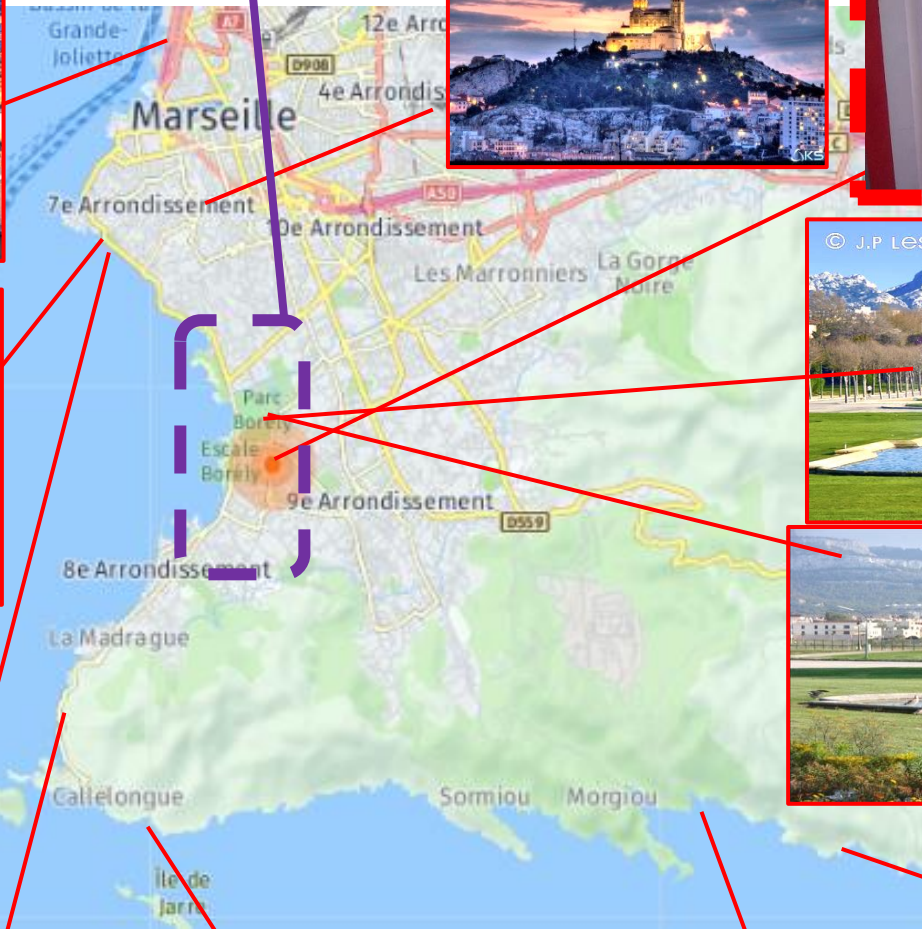 Grande-
Joliette
A7
12e Arro
D908
4e Arrondis
Marseille
A50
C
7e Arrondissement
10e Arrondissement
Les Marronniers
La Gorge
Noire
© J.P Les
Parc
Borély
Escale
Borély
9e Arrondissement
D559
8e Arrondissement
La Madrague
Callelongue
Sormiou
Morgiou
Île de
Jarre